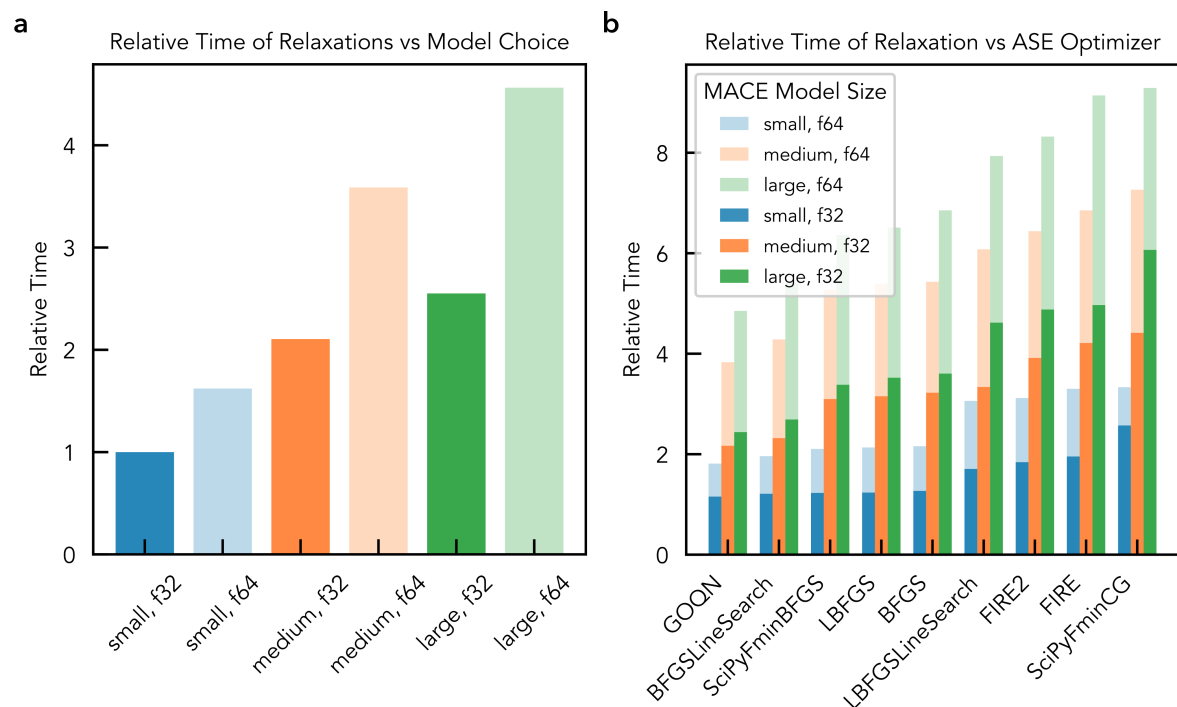 a
Relative Time of Relaxations vs Model Choice
Relative Time
4
3
2
1
0
small, f32
small, f64
medium, f32
medium, f64
large, f32
large, f64
b
Relative Time of Relaxation vs ASE Optimizer
Relative Time
8
6
4
2
0
MACE Model Size
small, f64
medium, f64
large, f64
small, f32
medium, f32
large, f32
GOQN
BFGSLineSearch
SciPyFminBFGS
LBFGS
BFGS
LBFGSLineSearch
FIRE2
FIRE
SciPyFminCG